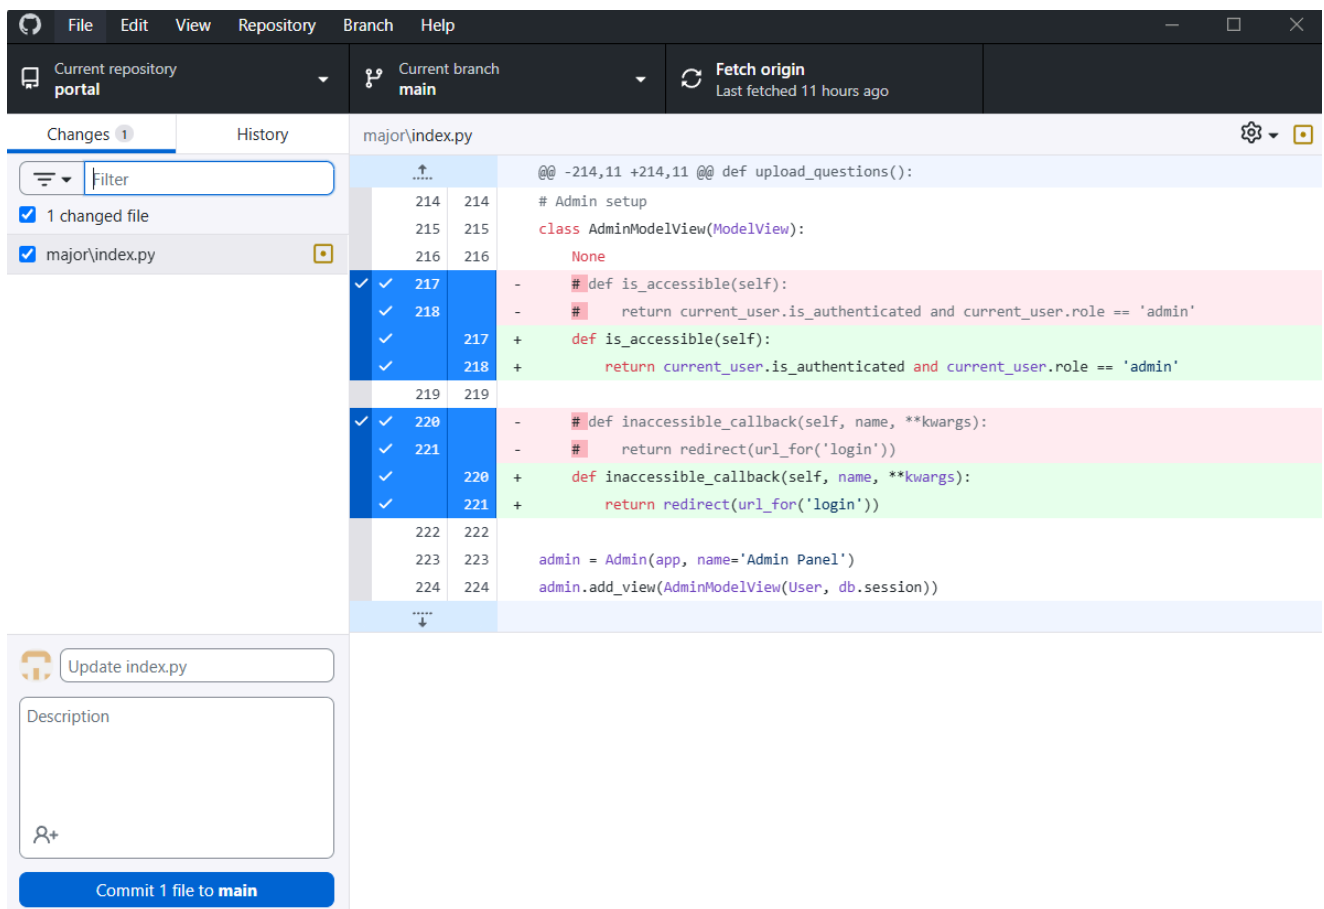 File Edit View Repository Branch Help
Current repository
portal
Current branch
main
Fetch origin
Last fetched 11 hours ago
Changes 1 History
major\index.py
Filter
1 changed file
major\index.py
@@ -214,11 +214,11 @@ def upload_questions():
214 214 # Admin setup
215 215 class AdminModelView(ModelView):
216 216 None
217 - # def is_accessible(self):
218 - # return current_user.is_authenticated and current_user.role == 'admin'
217 + def is_accessible(self):
218 + return current_user.is_authenticated and current_user.role == 'admin'
219 219
220 - # def inaccessible_callback(self, name, **kwargs):
221 - # return redirect(url_for('login'))
220 + def inaccessible_callback(self, name, **kwargs):
221 + return redirect(url_for('login'))
222 222
223 223 admin = Admin(app, name='Admin Panel')
224 224 admin.add_view(AdminModelView(User, db.session))
Update index.py
Description
Commit 1 file to main